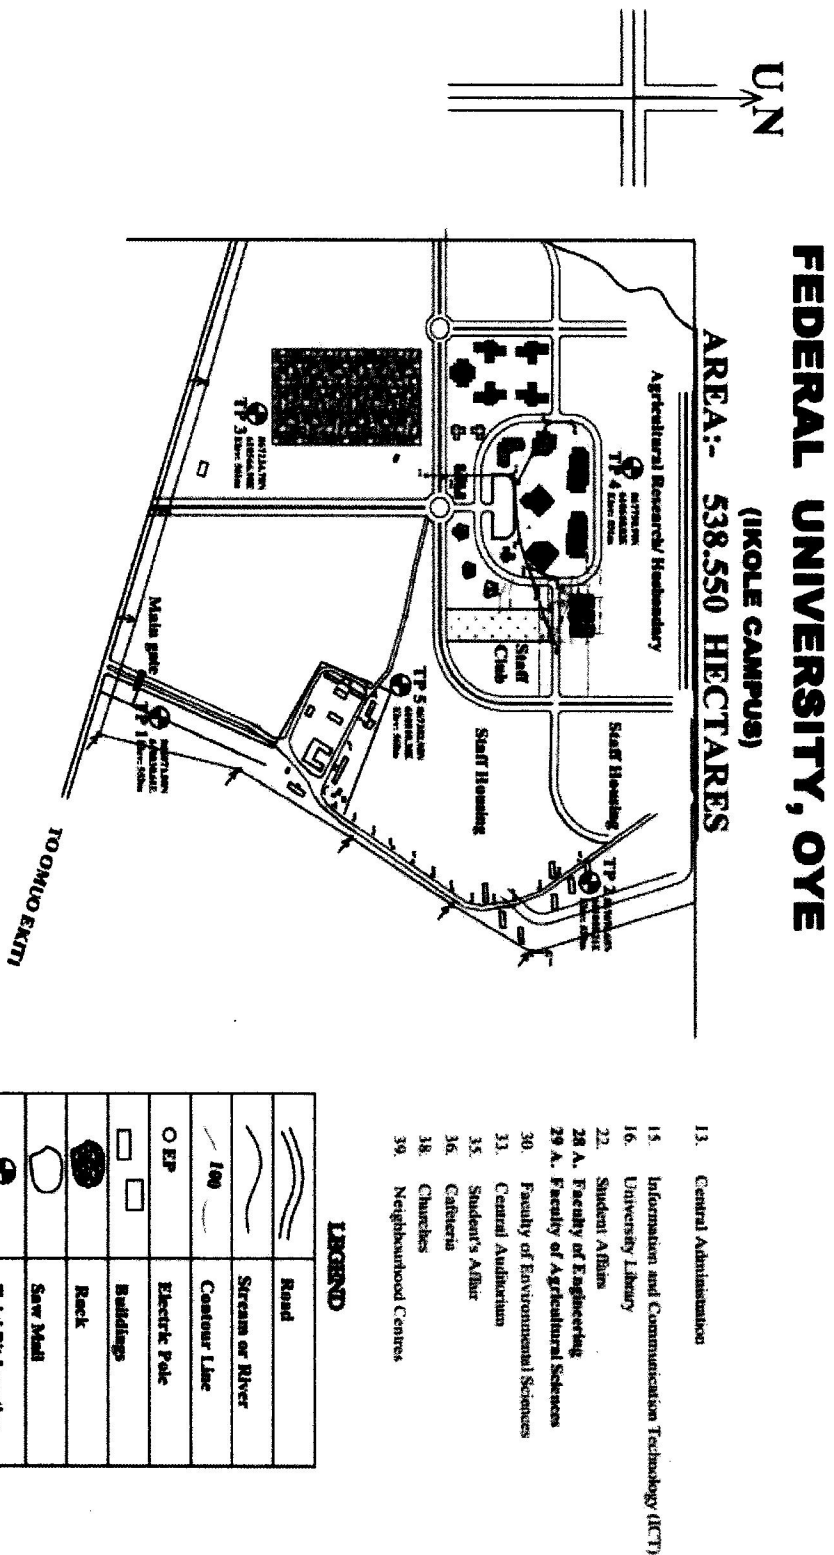 FEDERAL UNIVERSITY, OYE
(IKOLE CAMPUS)
AREA:- 538.550 HECTARES
UN
Agricultural Research/ Husbandary
TP 4
Staff Housing
Staff
Club
Staff Housing
TP 2
TP 5
TP 3
Main gate
TP 1
TO OMUO EKITI
13. Central Administration
15. Information and Communication Technology (ICT)
16. University Library
22. Student Affairs
28 A. Faculty of Engineering
29 A. Faculty of Agricultural Sciences
30. Faculty of Environmental Sciences
33. Central Auditorium
35. Student's Affair
36. Cafeteria
38. Churches
39. Neighbourhood Centres
LEGEND
Road
Stream or River
100 Contour Line
EP Electric Pole
Buildings
Rock
Saw Mall